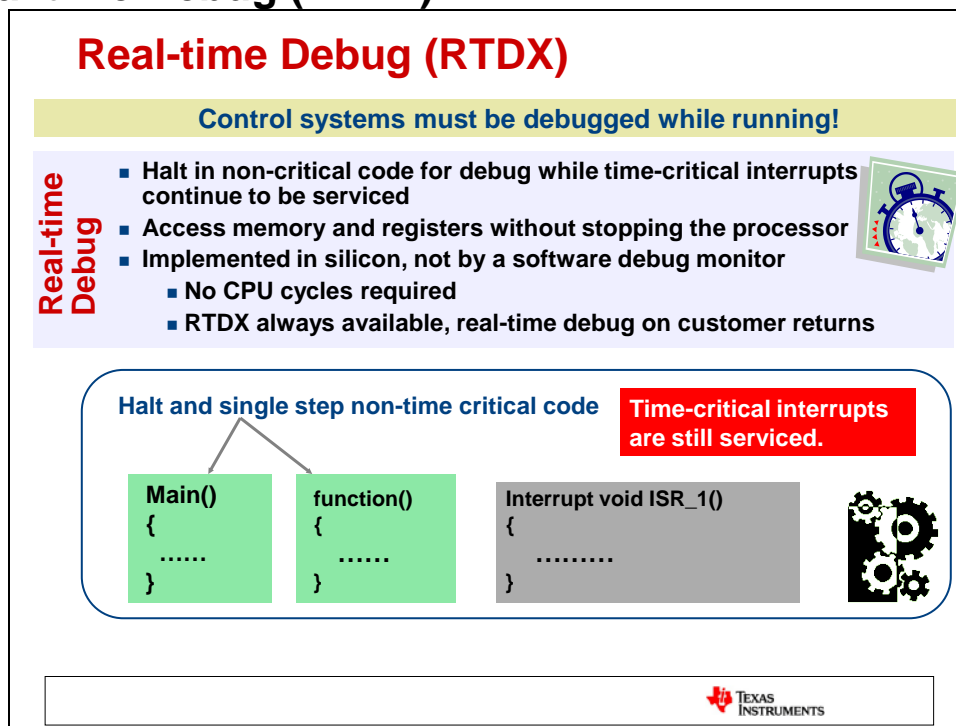 Real-time Debug (RTDX)
Control systems must be debugged while running!
Real-time
Debug
■ Halt in non-critical code for debug while time-critical interrupts
continue to be serviced
■ Access memory and registers without stopping the processor
■ Implemented in silicon, not by a software debug monitor
■ No CPU cycles required
■ RTDX always available, real-time debug on customer returns
Halt and single step non-time critical code
Time-critical interrupts
are still serviced.
Main()
{
......
}
function()
{
......
}
Interrupt void ISR_1()
{
.........
}
TEXAS
INSTRUMENTS